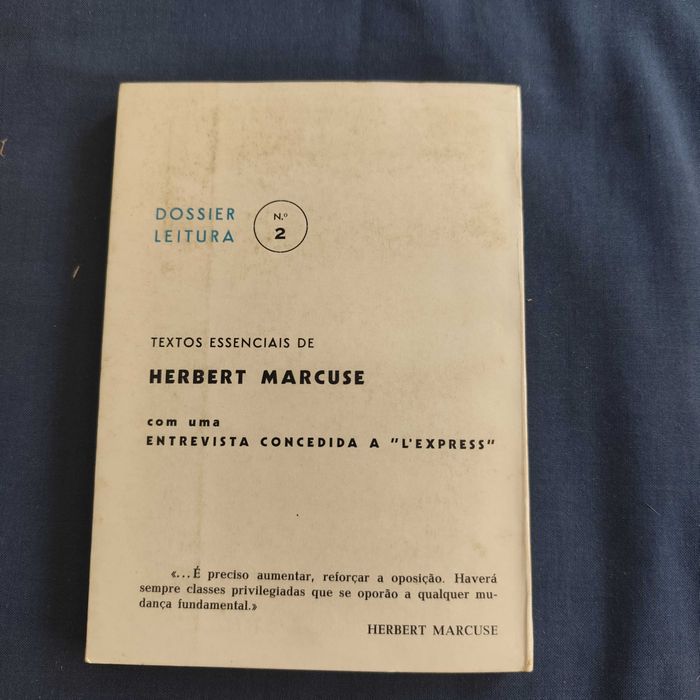 DOSSIER
LEITURA
N.º
2
TEXTOS ESSENCIAIS DE
HERBERT MARCUSE
com uma
ENTREVISTA CONCEDIDA A "L'EXPRESS"
«...É preciso aumentar, reforçar a oposição. Haverá
sempre classes privilegiadas que se oporão a qualquer mu-
dança fundamental.»
HERBERT MARCUSE